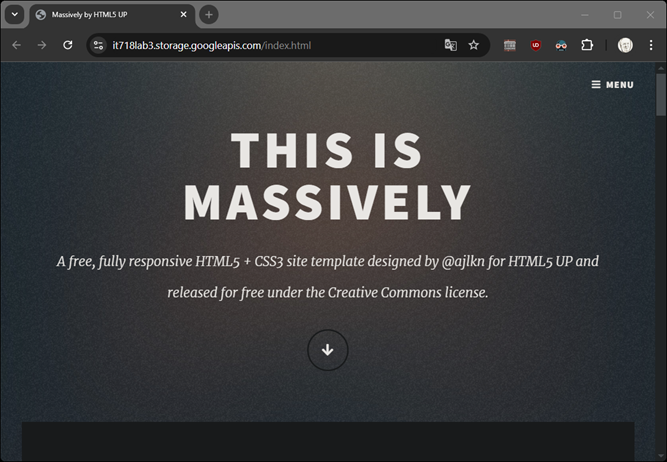 Massively by HTML5 UP
it718lab3.storage.googleapis.com/index.html
MENU
THIS IS
MASSIVELY
A free, fully responsive HTML5 + CSS3 site template designed by @ajlkn for HTML5 UP and
released for free under the Creative Commons license.